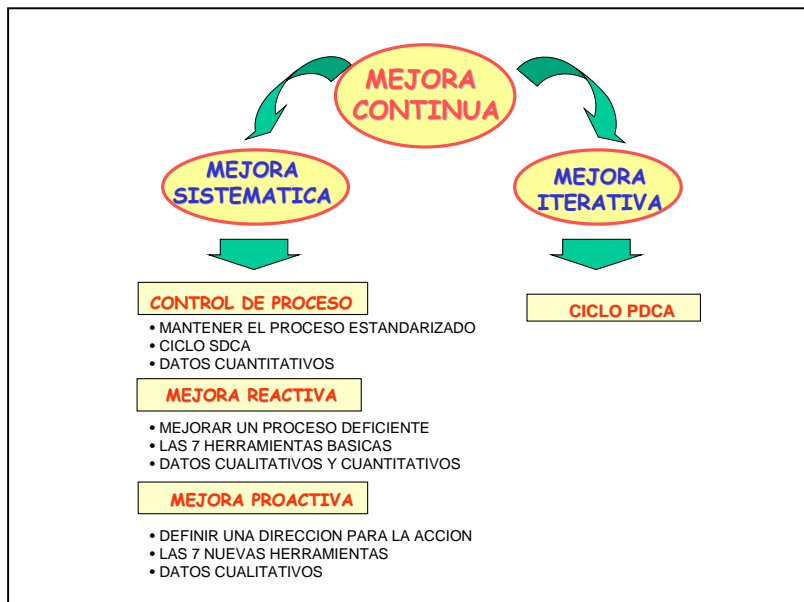 MEJORA
CONTINUA
MEJORA
SISTEMATICA
MEJORA
ITERATIVA
CONTROL DE PROCESO
• MANTENER EL PROCESO ESTANDARIZADO
• CICLO SDCA
• DATOS CUANTITATIVOS
MEJORA REACTIVA
• MEJORAR UN PROCESO DEFICIENTE
• LAS 7 HERRAMIENTAS BASICAS
• DATOS CUALITATIVOS Y CUANTITATIVOS
MEJORA PROACTIVA
• DEFINIR UNA DIRECCION PARA LA ACCION
• LAS 7 NUEVAS HERRAMIENTAS
• DATOS CUALITATIVOS
CICLO PDCA